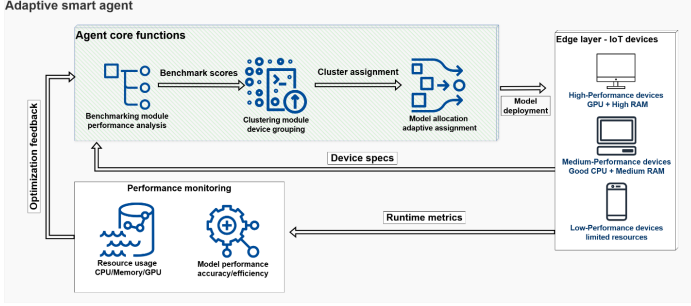 Adaptive smart agent
Agent core functions
Benchmark scores
Cluster assignment
Benchmarking module
performance analysis
Clustering module
device grouping
Model allocation
adaptive assignment
Model
deployment
Edge layer - IoT devices
High-Performance devices
GPU + High RAM
Medium-Performance devices
Good CPU + Medium RAM
Low-Performance devices
limited resources
Optimization feedback
Device specs
Performance monitoring
Runtime metrics
Resource usage
CPU/Memory/GPU
Model performance
accuracy/efficiency